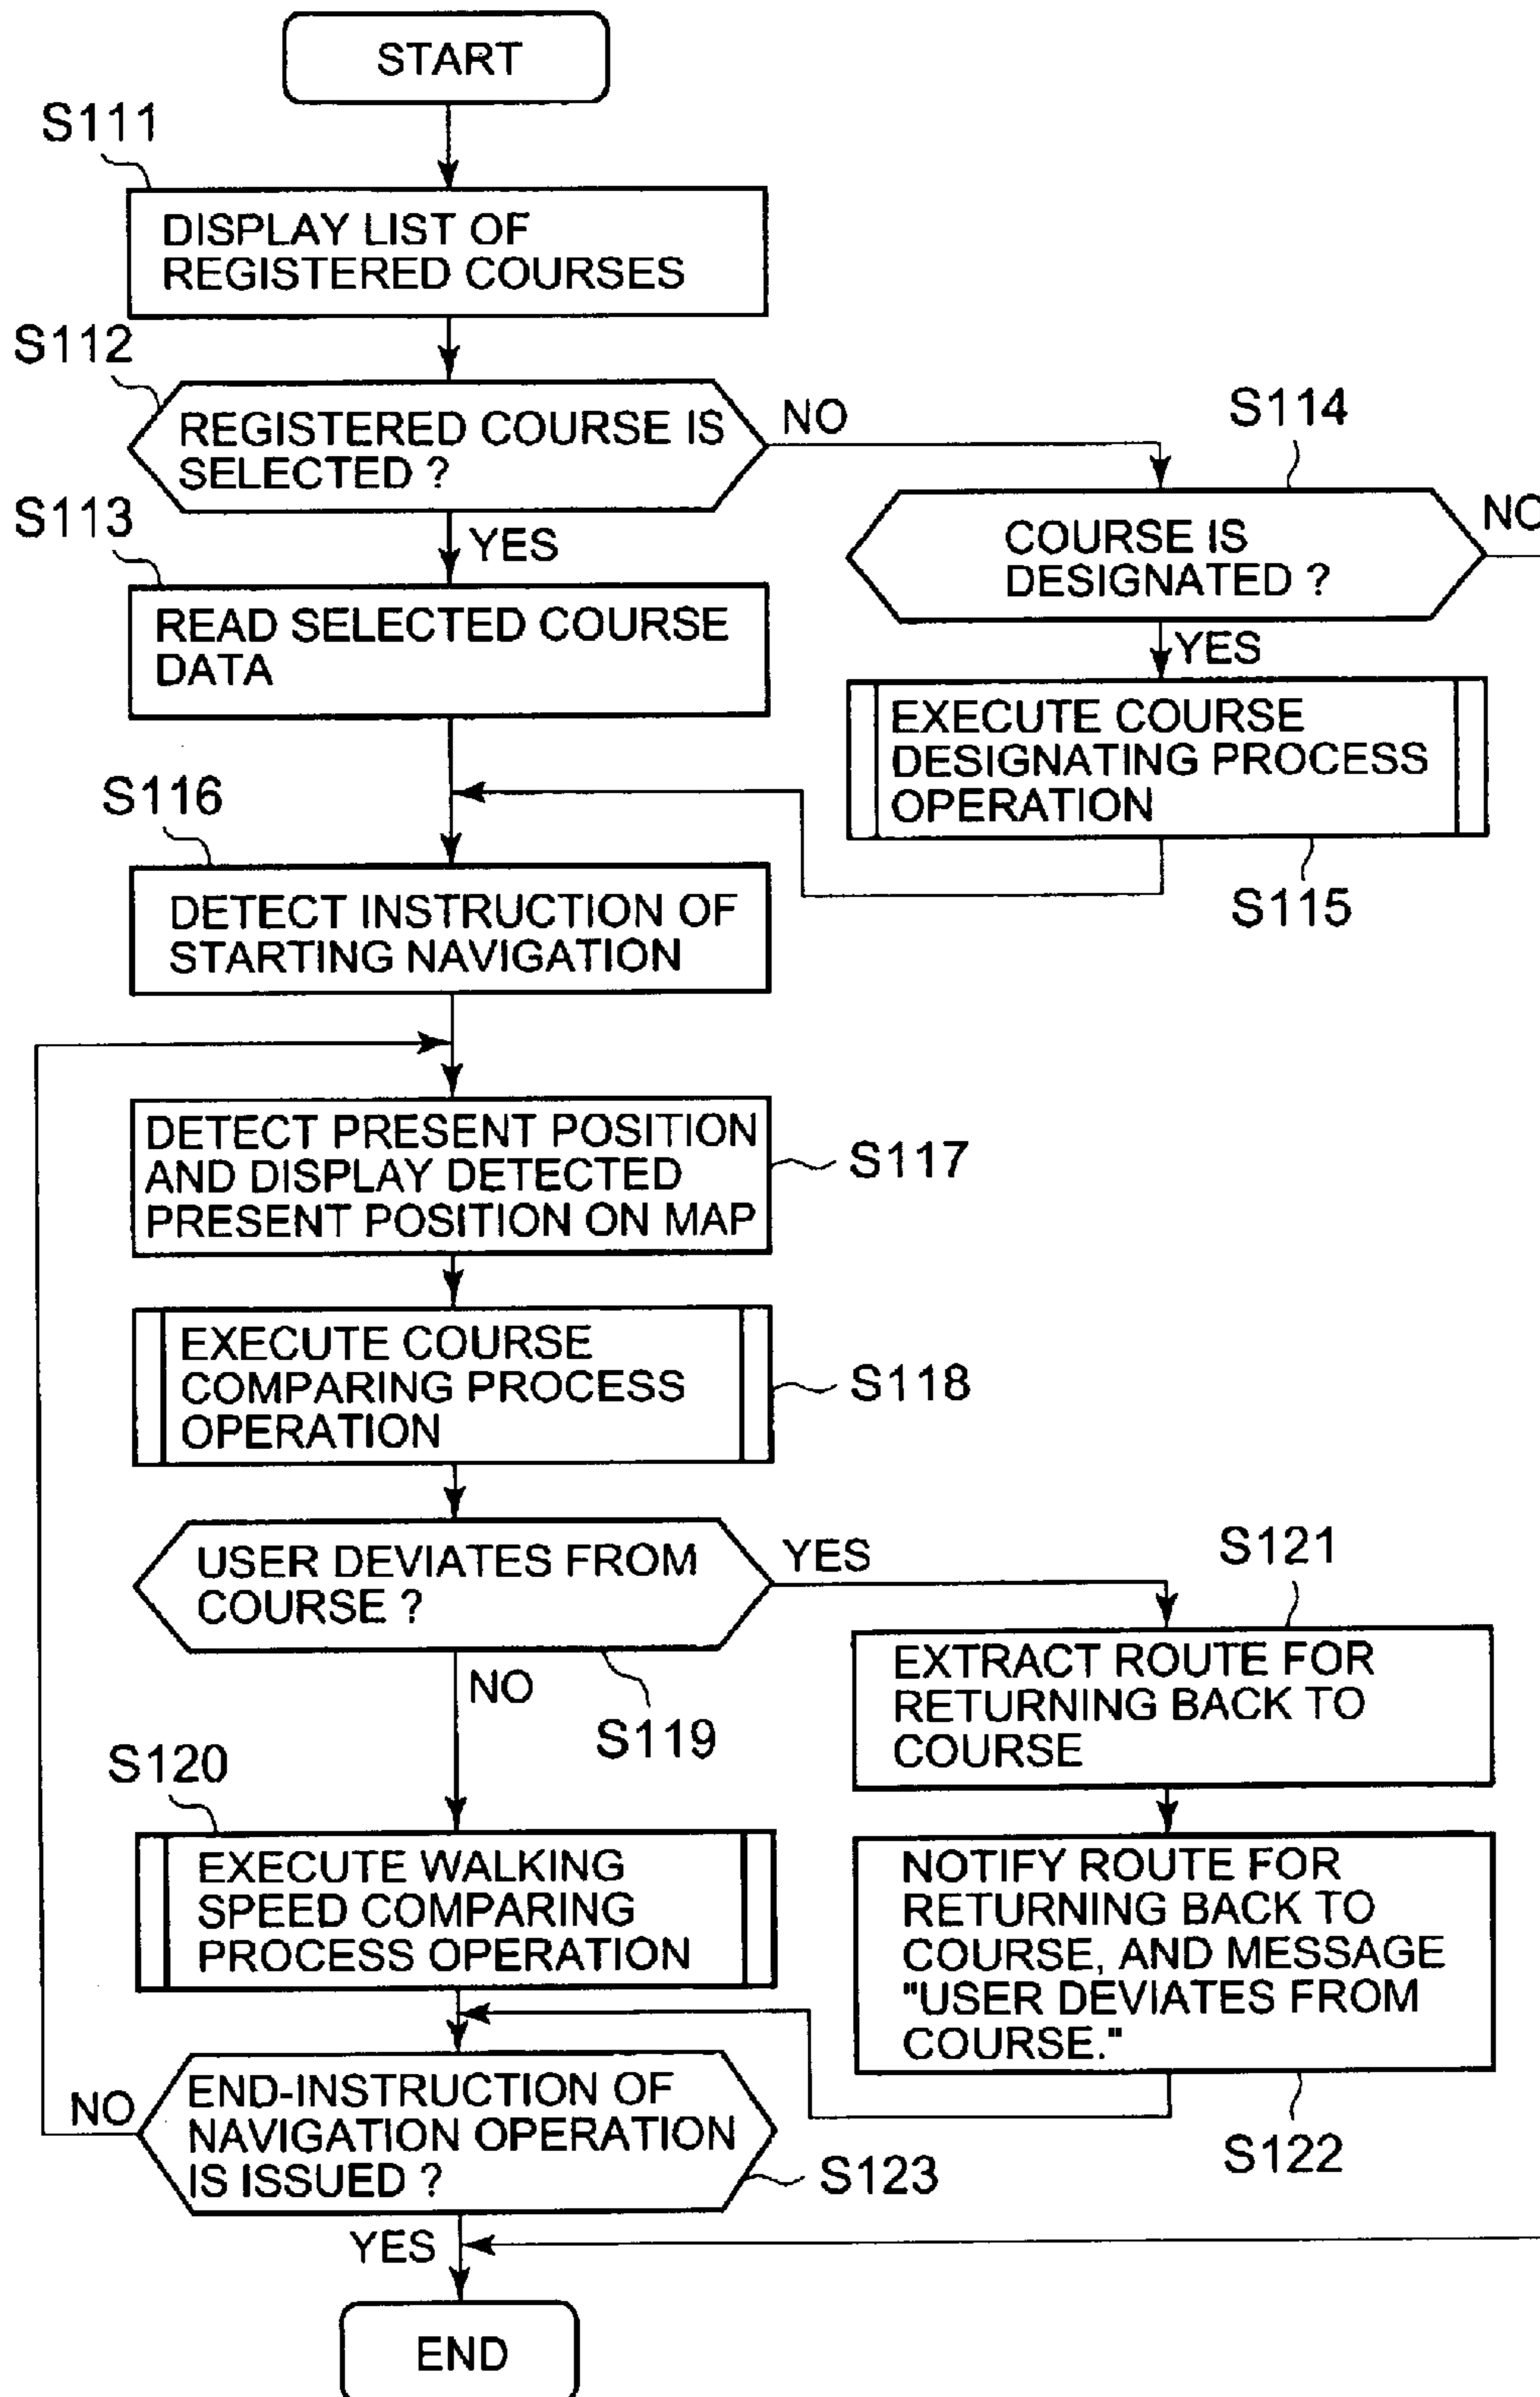 START
S111
DISPLAY LIST OF
REGISTERED COURSES
S112
REGISTERED COURSE IS
SELECTED ?
NO
S114
COURSE IS
DESIGNATED ?
NO
S113
YES
READ SELECTED COURSE
DATA
YES
EXECUTE COURSE
DESIGNATING PROCESS
OPERATION
S115
S116
DETECT INSTRUCTION OF
STARTING NAVIGATION
DETECT PRESENT POSITION
AND DISPLAY DETECTED
PRESENT POSITION ON MAP
S117
EXECUTE COURSE
COMPARING PROCESS
OPERATION
S118
USER DEVIATES FROM
COURSE ?
YES
S121
NO
S119
EXTRACT ROUTE FOR
RETURNING BACK TO
COURSE
S120
EXECUTE WALKING
SPEED COMPARING
PROCESS OPERATION
NOTIFY ROUTE FOR
RETURNING BACK TO
COURSE, AND MESSAGE
"USER DEVIATES FROM
COURSE."
S122
NO
END-INSTRUCTION OF
NAVIGATION OPERATION
IS ISSUED ?
S123
YES
END